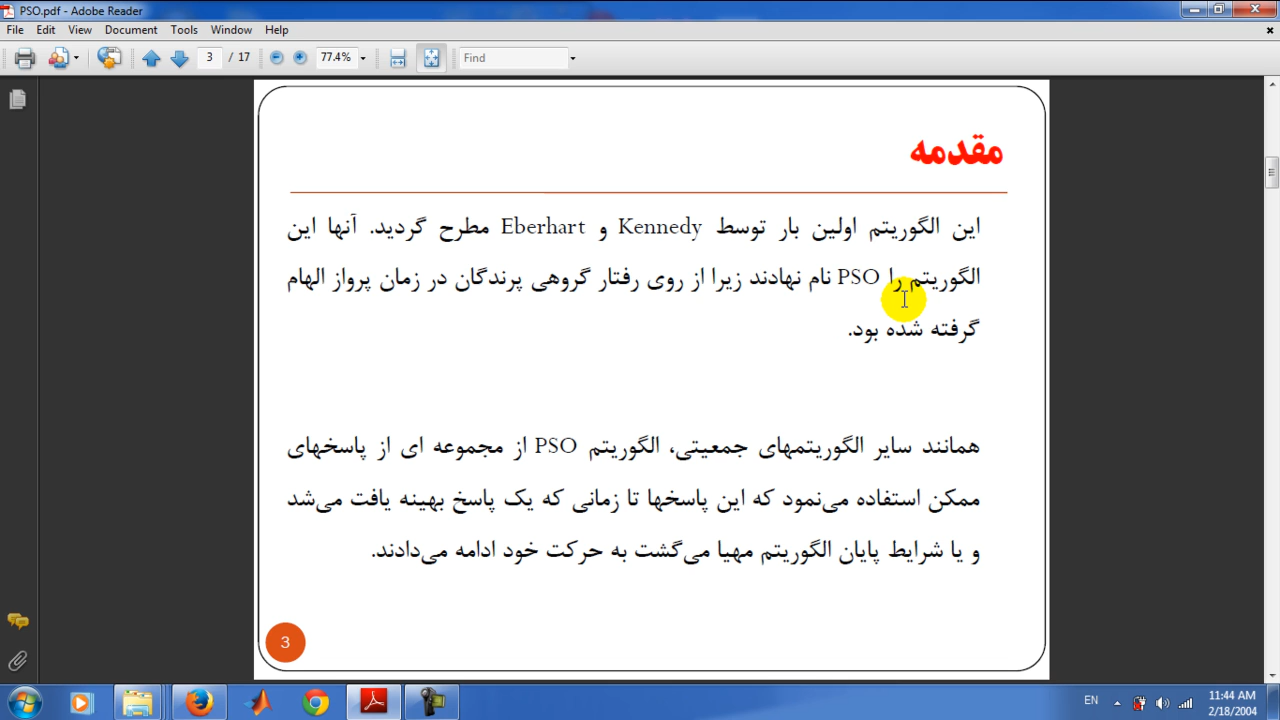 PSO.pdf - Adobe Reader
File Edit View Document Tools Window Help
3 / 17 77.4% Find
مقدمه
این الگوریتم اولین بار توسط Kennedy و Eberhart مطرح گردید. آنها این
الگوریتم را PSO نام نهادند زیرا از روی رفتار گروهی پرندگان در زمان پرواز الهام
گرفته شده بود.
همانند سایر الگوریتمهای جمعیتی، الگوریتم PSO از مجموعه ای از پاسخهای
ممکن استفاده می‌نمود که این پاسخها تا زمانی که یک پاسخ بهینه یافت می‌شد
و یا شرایط پایان الگوریتم مهیا می‌گشت به حرکت خود ادامه می‌دادند.
3
EN 11:44 AM
2/18/2004